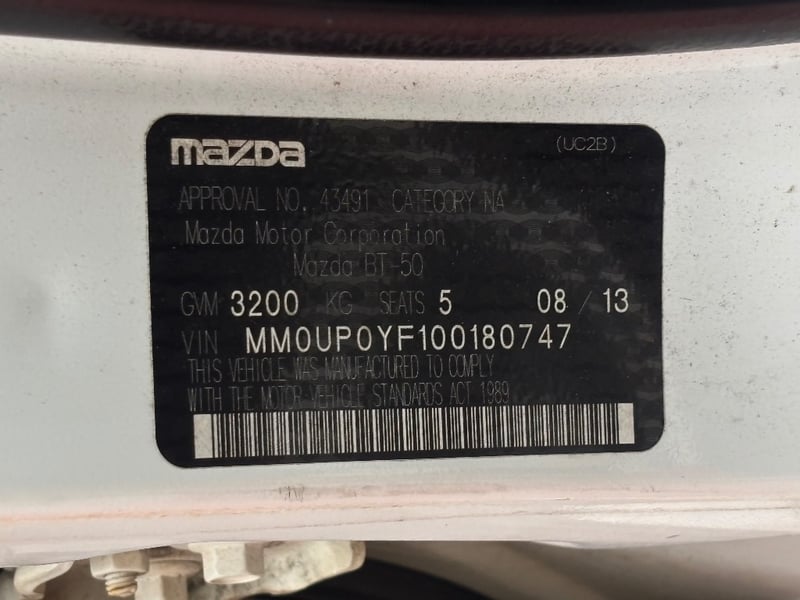 mazda (UC2B)
APPROVAL NO. 43491 CATEGORY NA
Mazda Motor Corporation
Mazda BT-50
GVM 3200 KG SEATS 5 08 / 13
VIN MM0UP0YF100180747
THIS VEHICLE WAS MANUFACTURED TO COMPLY
WITH THE MOTOR VEHICLE STANDARDS ACT 1989